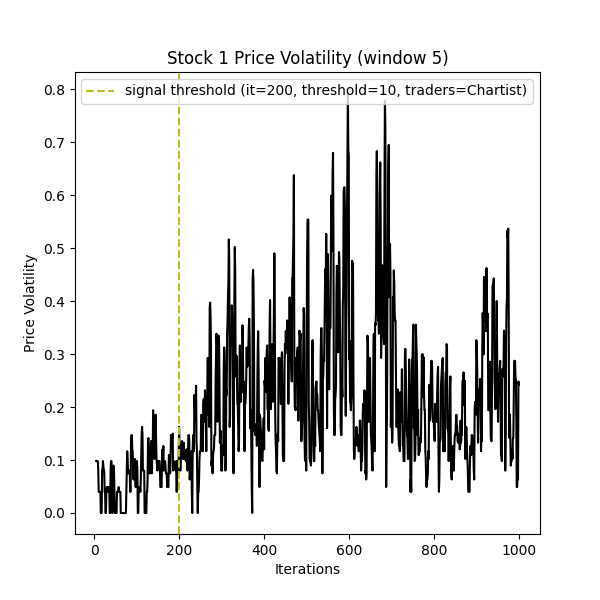 Stock 1 Price Volatility (window 5)
signal threshold (it=200, threshold=10, traders=Chartist)
0.8
0.7
0.6
0.5
0.4
0.3
0.2
0.1
0.0
Price Volatility
0 200 400 600 800 1000
Iterations